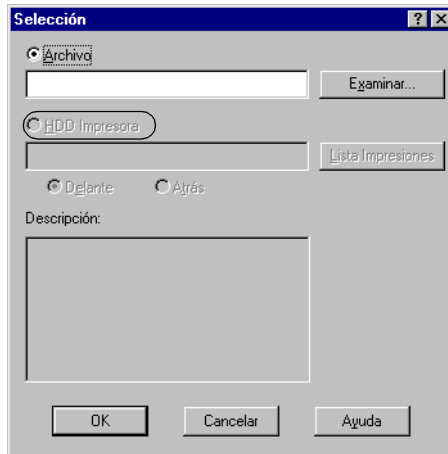 Selección
Archivo
Examinar...
HDD Impresora
Lista Impresiones
Delante Atrás
Descripción:
OK Cancelar Ayuda